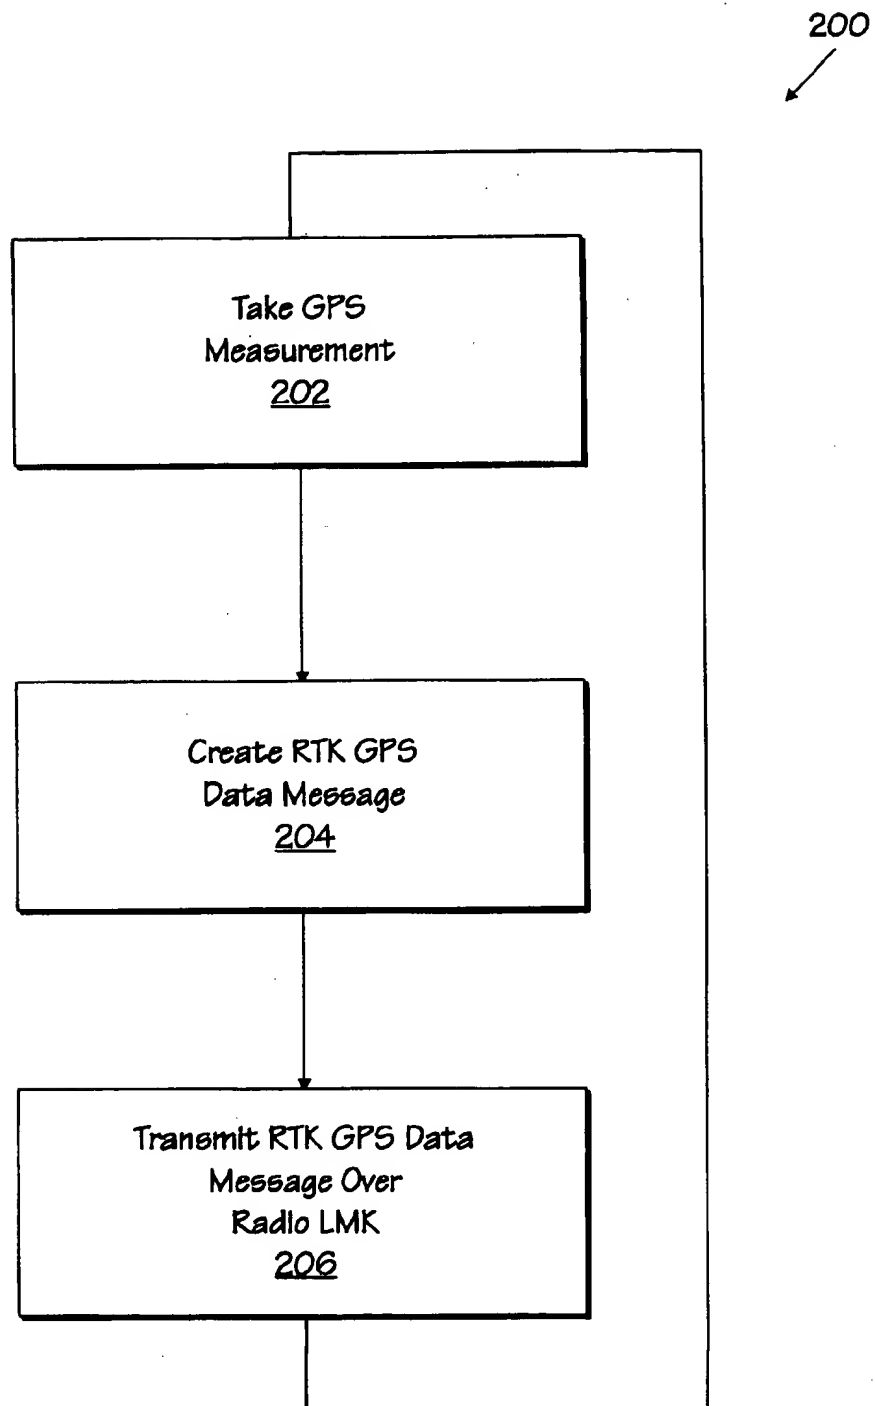 200
Take GPS
Measurement
202
Create RTK GPS
Data Message
204
Transmit RTK GPS Data
Message Over
Radio LMK
206